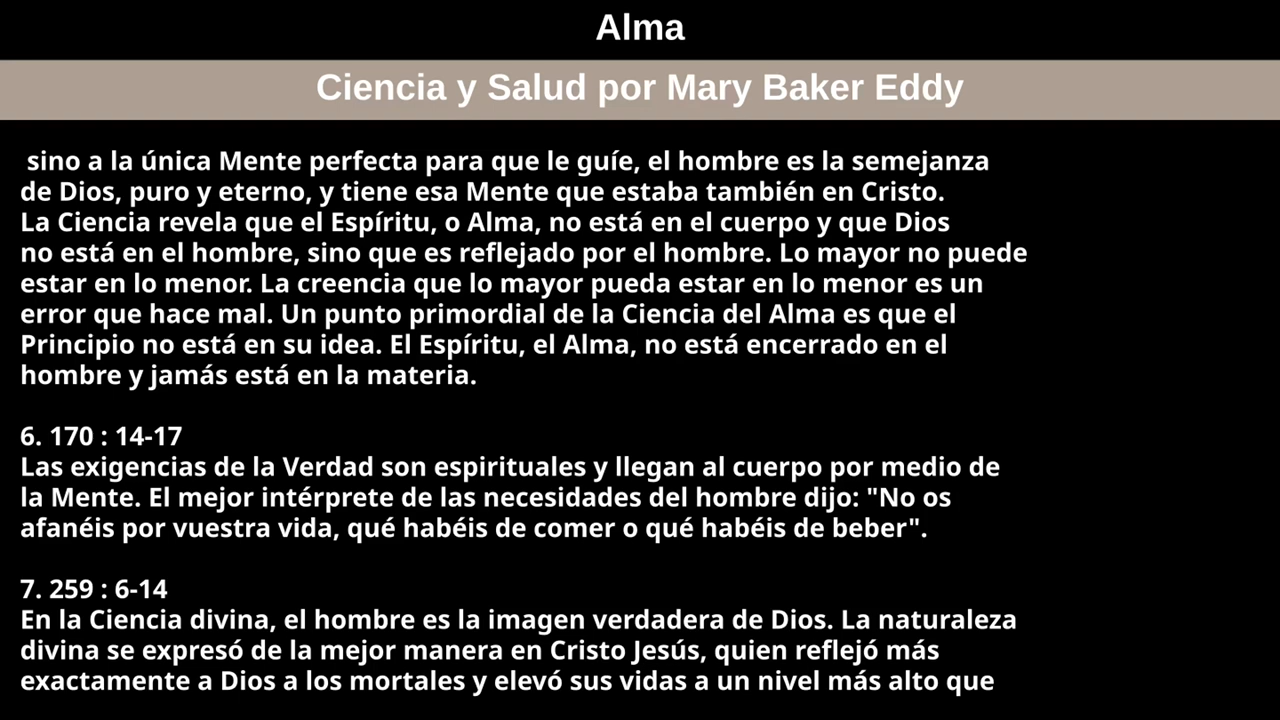 Alma
Ciencia y Salud por Mary Baker Eddy
sino a la única Mente perfecta para que le guíe, el hombre es la semejanza
de Dios, puro y eterno, y tiene esa Mente que estaba también en Cristo.
La Ciencia revela que el Espíritu, o Alma, no está en el cuerpo y que Dios
no está en el hombre, sino que es reflejado por el hombre. Lo mayor no puede
estar en lo menor. La creencia que lo mayor pueda estar en lo menor es un
error que hace mal. Un punto primordial de la Ciencia del Alma es que el
Principio no está en su idea. El Espíritu, el Alma, no está encerrado en el
hombre y jamás está en la materia.
6. 170 : 14-17
Las exigencias de la Verdad son espirituales y llegan al cuerpo por medio de
la Mente. El mejor intérprete de las necesidades del hombre dijo: "No os
afanéis por vuestra vida, qué habéis de comer o qué habéis de beber".
7. 259 : 6-14
En la Ciencia divina, el hombre es la imagen verdadera de Dios. La naturaleza
divina se expresó de la mejor manera en Cristo Jesús, quien reflejó más
exactamente a Dios a los mortales y elevó sus vidas a un nivel más alto que